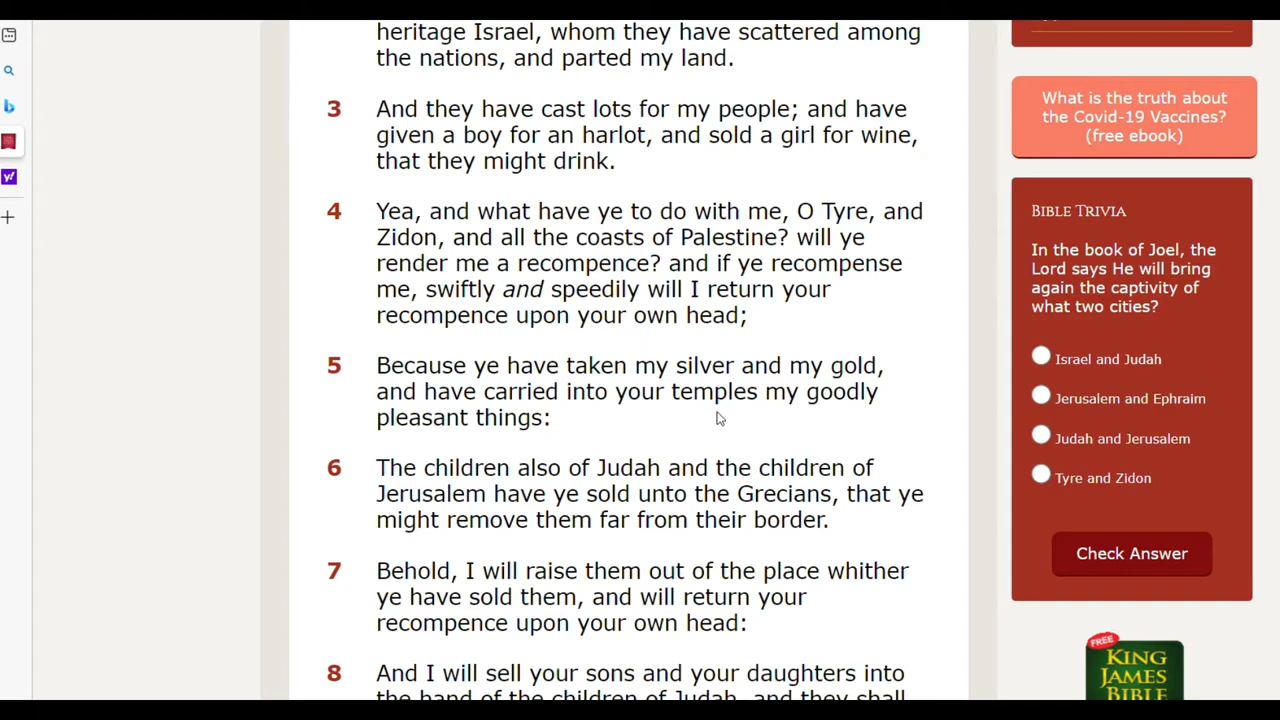 heritage Israel, whom they have scattered among
the nations, and parted my land.
3 And they have cast lots for my people; and have
given a boy for an harlot, and sold a girl for wine,
that they might drink.
4 Yea, and what have ye to do with me, O Tyre, and
Zidon, and all the coasts of Palestine? will ye
render me a recompence? and if ye recompense
me, swiftly and speedily will I return your
recompence upon your own head;
5 Because ye have taken my silver and my gold,
and have carried into your temples my goodly
pleasant things:
6 The children also of Judah and the children of
Jerusalem have ye sold unto the Grecians, that ye
might remove them far from their border.
7 Behold, I will raise them out of the place whither
ye have sold them, and will return your
recompence upon your own head:
8 And I will sell your sons and your daughters into
the hand of the children of Judah, and they shall
What is the truth about
the Covid-19 Vaccines?
(free ebook)
BIBLE TRIVIA
In the book of Joel, the
Lord says He will bring
again the captivity of
what two cities?
Israel and Judah
Jerusalem and Ephraim
Judah and Jerusalem
Tyre and Zidon
Check Answer
FREE
KING
JAMES
BIBLE